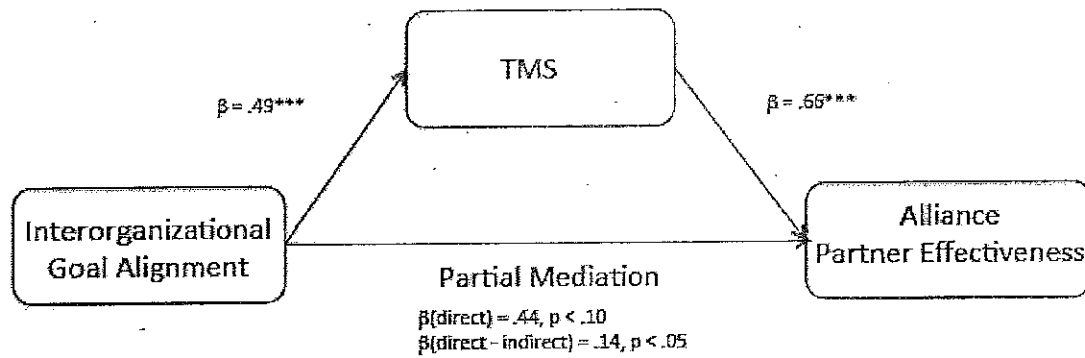 TMS
β = .49***
β = .66***
Interorganizational
Goal Alignment
Alliance
Partner Effectiveness
Partial Mediation
β(direct) = .44, p < .10
β(direct - indirect) = .14, p < .05